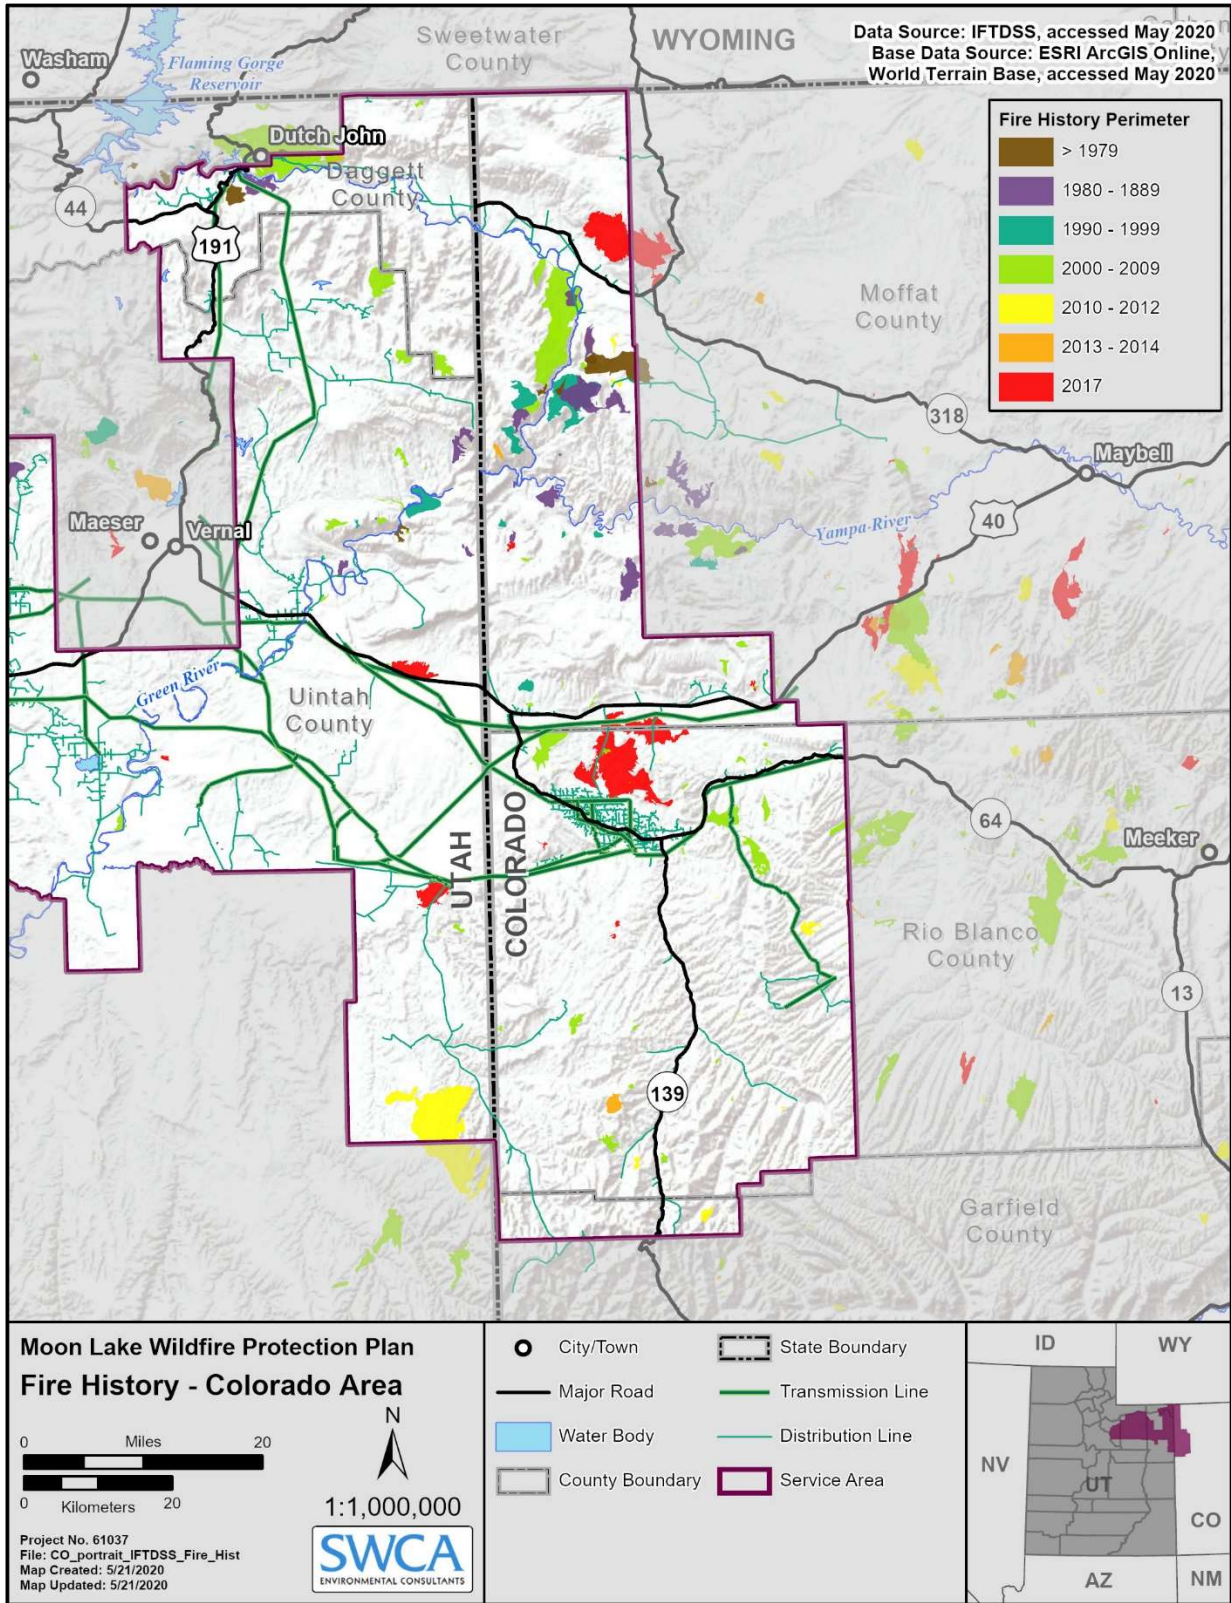 Data Source: IFTDSS, accessed May 2020
Base Data Source: ESRI ArcGIS Online,
World Terrain Base, accessed May 2020
Sweetwater
County
WYOMING
Washam
Flaming Gorge
Reservoir
Dutch John
Daggett
County
44
191
Fire History Perimeter
> 1979
1980 - 1889
1990 - 1999
2000 - 2009
2010 - 2012
2013 - 2014
2017
Moffat
County
318
Maybell
40
Yampa River
Maeser
Vernal
Green River
Uintah
County
UTAH
COLORADO
64
Meeker
Rio Blanco
County
13
139
Garfield
County
Moon Lake Wildfire Protection Plan
Fire History - Colorado Area
0 Miles 20
0 Kilometers 20
N
1:1,000,000
Project No. 61037
File: CO_portrait_IFTDSS_Fire_Hist
Map Created: 5/21/2020
Map Updated: 5/21/2020
SWCA
ENVIRONMENTAL CONSULTANTS
City/Town
Major Road
Water Body
County Boundary
State Boundary
Transmission Line
Distribution Line
Service Area
ID
WY
NV
UT
CO
AZ
NM